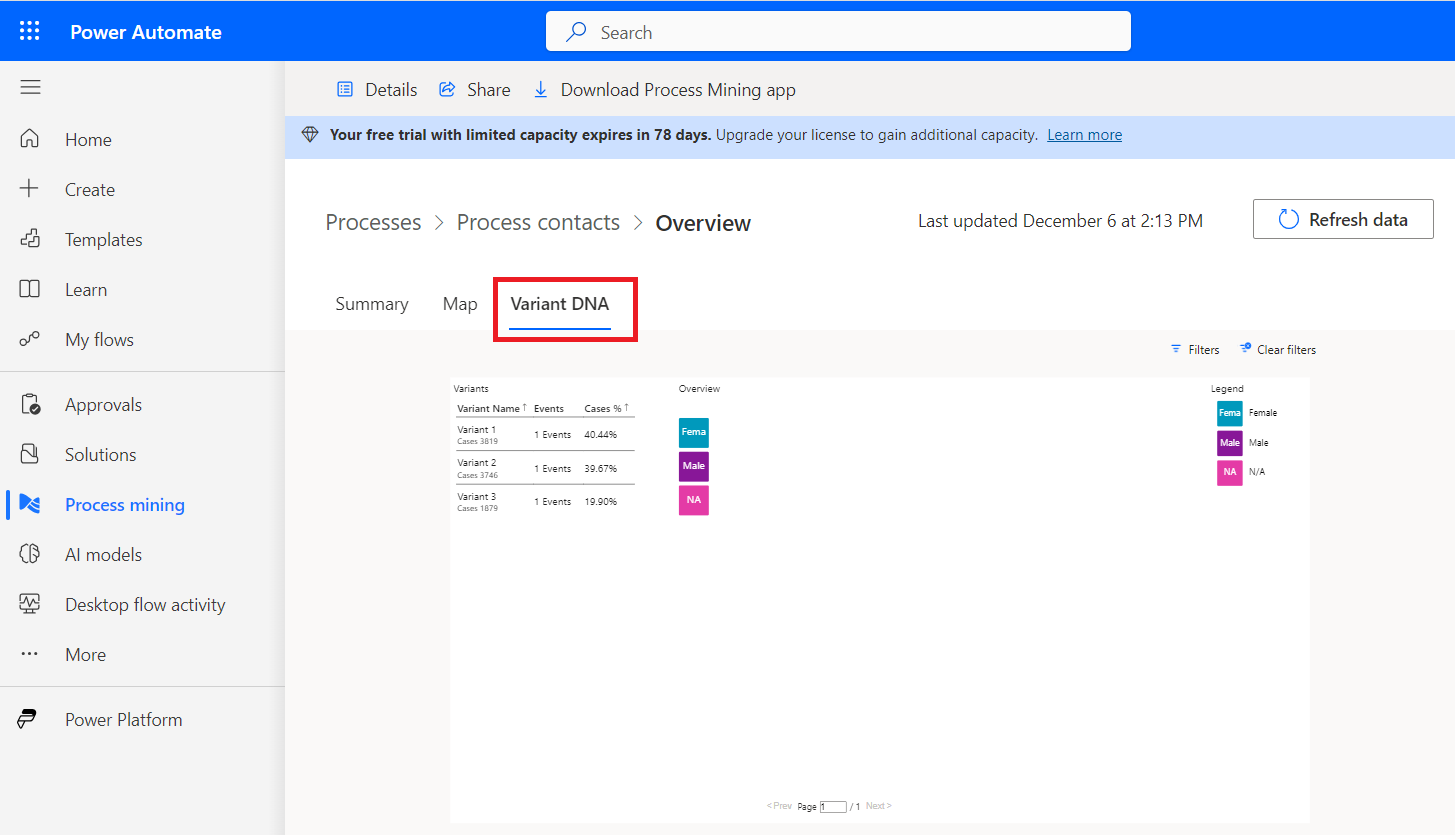 Power Automate
Search
Details Share Download Process Mining app
Your free trial with limited capacity expires in 78 days. Upgrade your license to gain additional capacity. Learn more
Home
Create
Templates
Learn
My flows
Approvals
Solutions
Process mining
AI models
Desktop flow activity
More
Power Platform
Processes > Process contacts > Overview
Last updated December 6 at 2:13 PM
Refresh data
Summary Map Variant DNA
Filters Clear filters
Variants
Variant Name ↑ Events Cases % ↑
Variant 1
Cases 3819
1 Events 40.44%
Variant 2
Cases 3746
1 Events 39.67%
Variant 3
Cases 1879
1 Events 19.90%
Overview
Fema
Male
NA
Legend
Fema Female
Male Male
NA N/A
< Prev Page 1 / 1 Next >